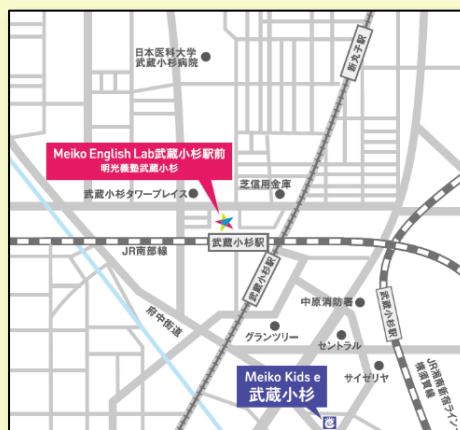 日本医科大学
武蔵小杉病院
新丸子駅
Meiko English Lab武蔵小杉駅前
明光義塾武蔵小杉
武蔵小杉タワープレイス
芝信用金庫
武蔵小杉駅
JR南部線
武蔵小杉駅
府中街道
中原消防署
武蔵小杉駅
グランツリー
セントラル
サイゼリヤ
JR湘南新宿ライン
横須賀線
Meiko Kids e
武蔵小杉